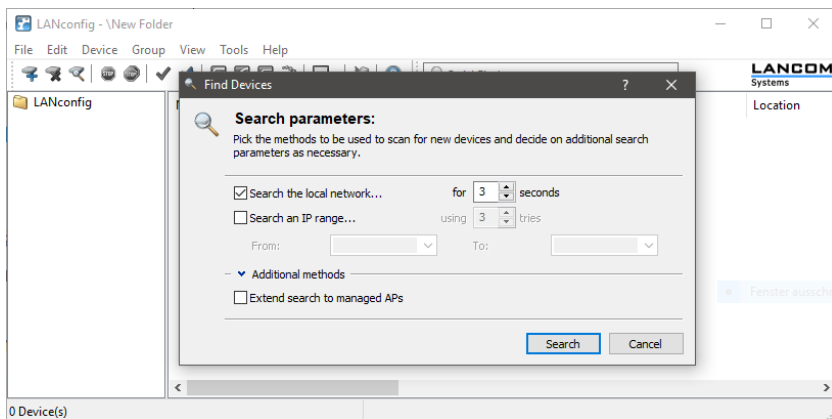 LANconfig - \New Folder
File Edit Device Group View Tools Help
LANCOM
Systems
Find Devices ?
LANconfig
Location
Search parameters:
Pick the methods to be used to scan for new devices and decide on additional search
parameters as necessary.
Search the local network... for 3 seconds
Search an IP range... using 3 tries
From: To:
Additional methods
Extend search to managed APs
Fenster
Search Cancel
0 Device(s)